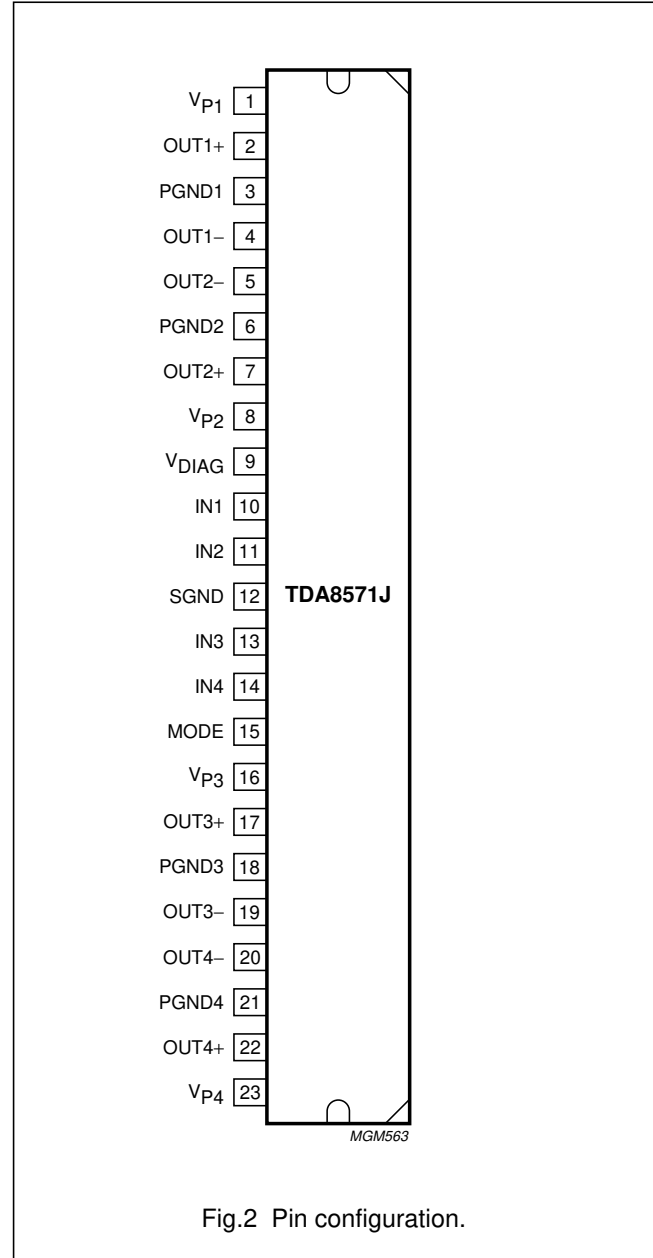 VP1 1
OUT1+ 2
PGND1 3
OUT1− 4
OUT2− 5
PGND2 6
OUT2+ 7
VP2 8
VDIAG 9
IN1 10
IN2 11
SGND 12 TDA8571J
IN3 13
IN4 14
MODE 15
VP3 16
OUT3+ 17
PGND3 18
OUT3− 19
OUT4− 20
PGND4 21
OUT4+ 22
VP4 23
MGM563
Fig.2 Pin configuration.